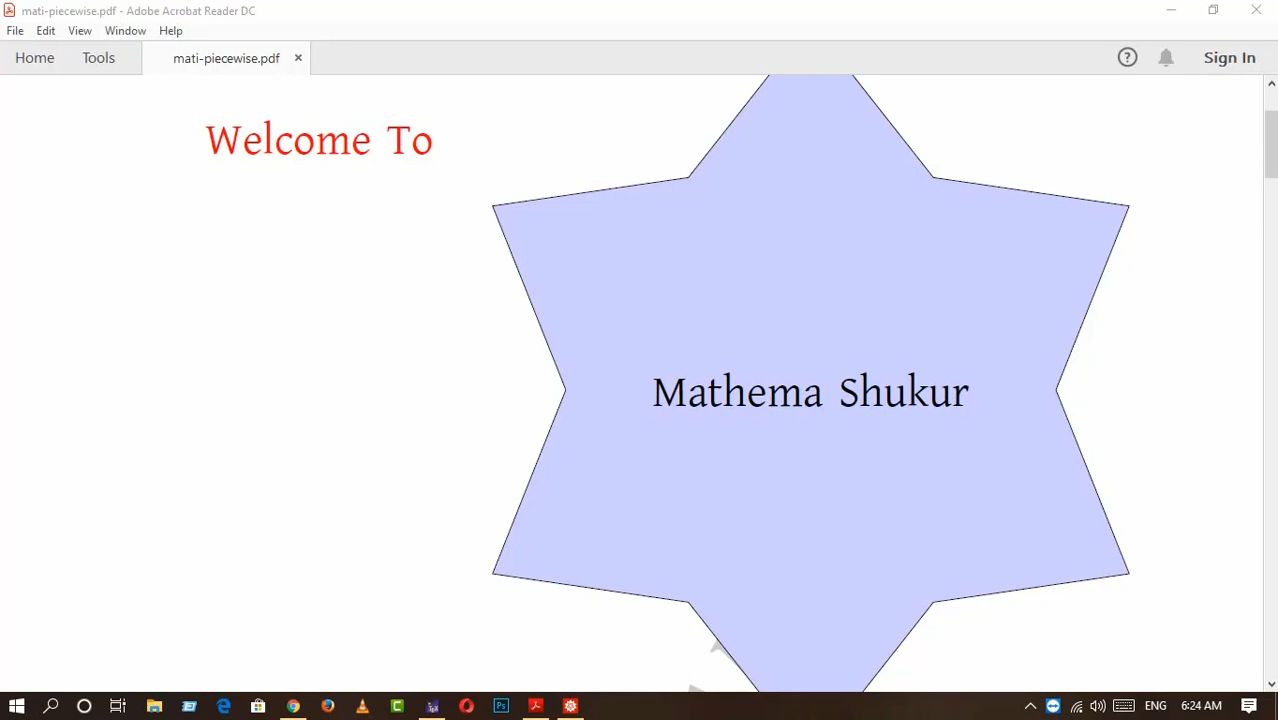 mati-piecewise.pdf - Adobe Acrobat Reader DC
File Edit View Window Help
Home Tools mati-piecewise.pdf × ? Sign In
Welcome To
Mathema Shukur
Ps ENG 6:24 AM